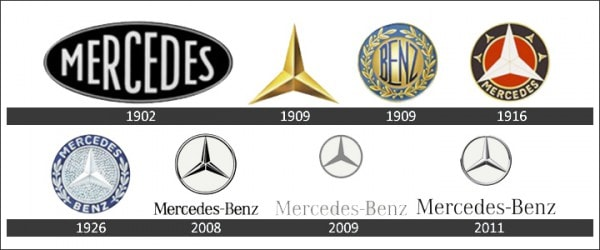 MERCEDES
BENZ
MERCEDES
1902
1909
1909
1916
MERCEDES
BENZ
Mercedes-Benz
Mercedes-Benz
Mercedes-Benz
1926
2008
2009
2011